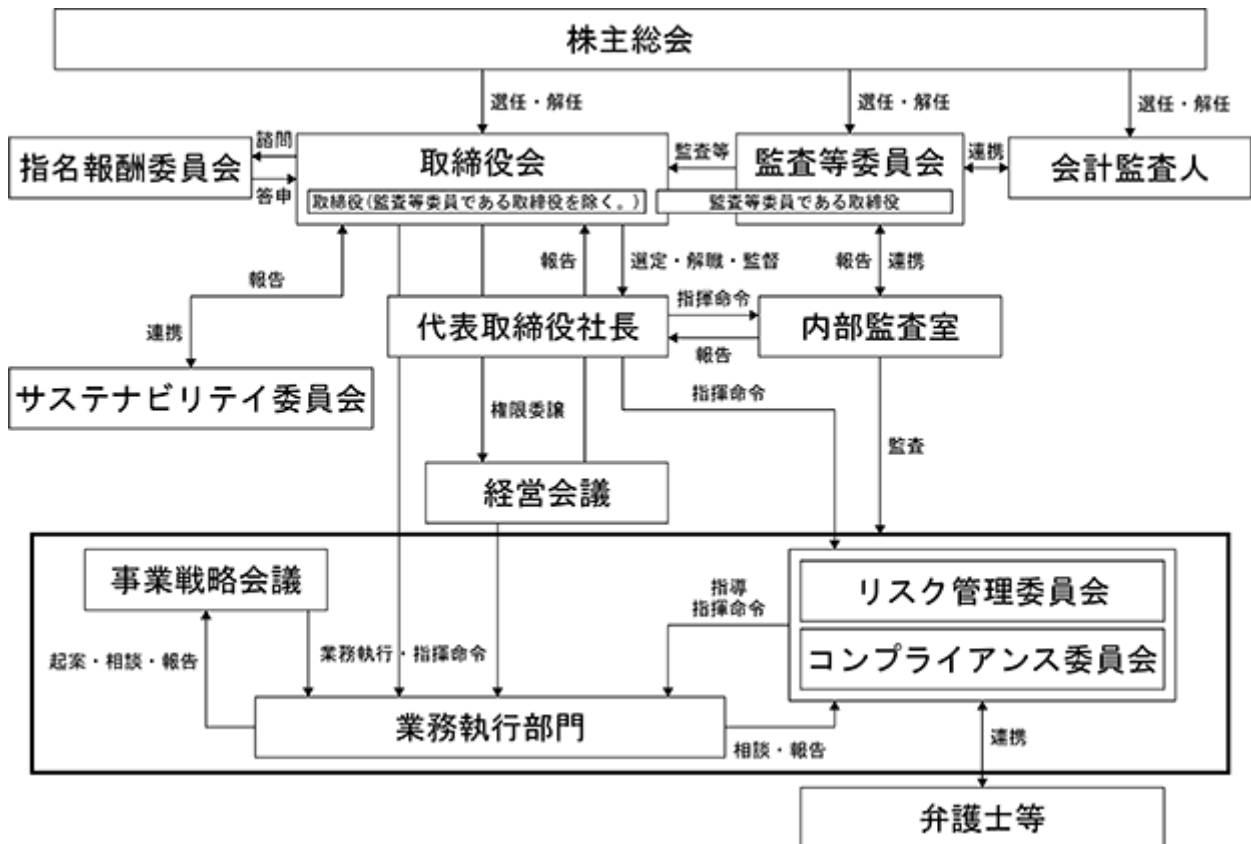 株主総会
選任・解任
選任・解任
選任・解任
指名報酬委員会
諮問
答申
取締役会
取締役(監査等委員である取締役を除く。)
監査等
監査等委員会
監査等委員である取締役
連携
会計監査人
報告
連携
サステナビリテイ委員会
報告
選定・解職・監督
報告
連携
代表取締役社長
指揮命令
報告
内部監査室
権限委譲
指揮命令
監査
経営会議
事業戦略会議
起案・相談・報告
業務執行・指揮命令
指導
指揮命令
リスク管理委員会
コンプライアンス委員会
業務執行部門
相談・報告
連携
弁護士等